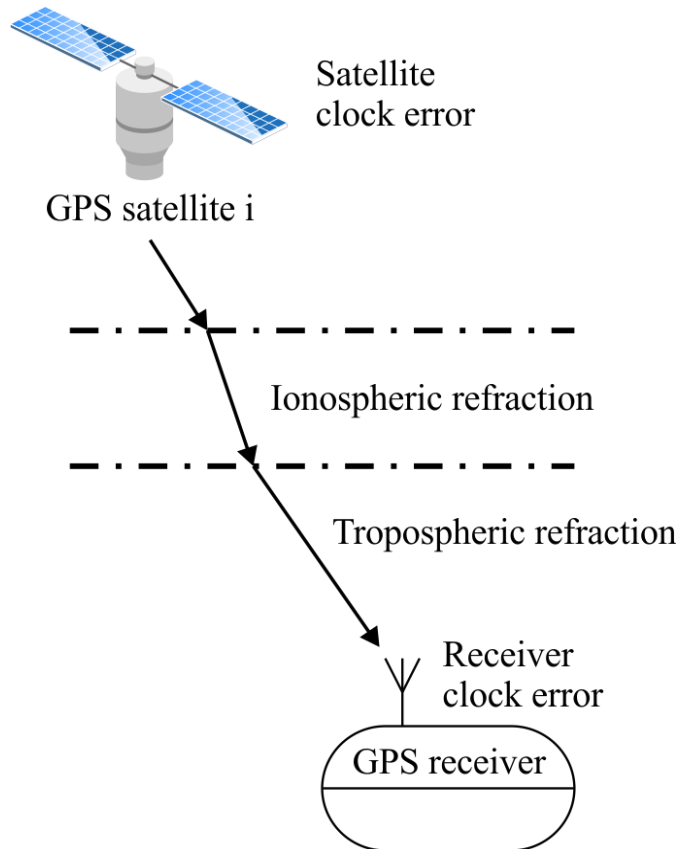 Satellite
clock error
GPS satellite i
Ionospheric refraction
Tropospheric refraction
Receiver
clock error
GPS receiver